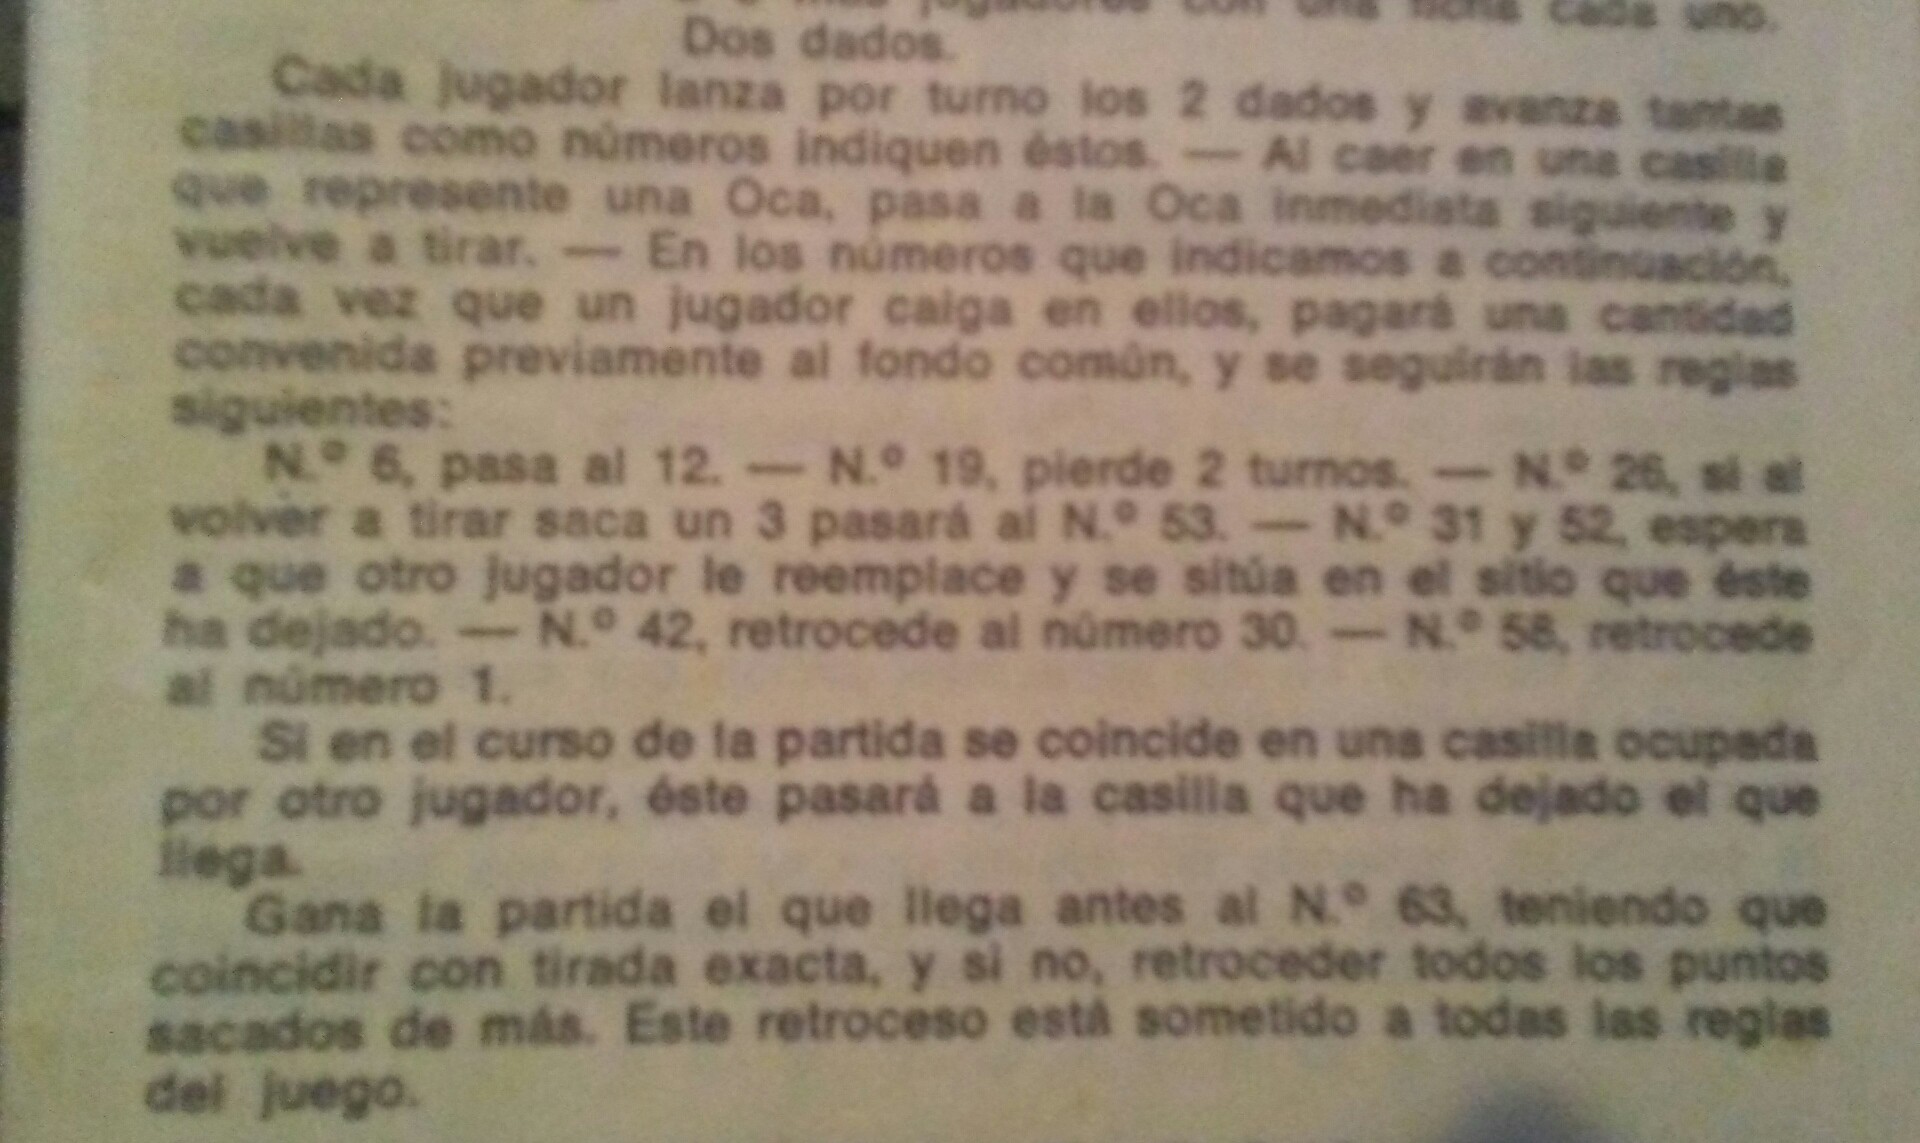 más jugadores con una ficha cada uno.
Dos dados.
Cada jugador lanza por turno los 2 dados y avanza tantas
casillas como números indiquen éstos. — Al caer en una casilla
que represente una Oca, pasa a la Oca inmediata siguiente y
vuelve a tirar. — En los números que indicamos a continuación,
cada vez que un jugador caiga en ellos, pagará una cantidad
convenida previamente al fondo común, y se seguirán las reglas
siguientes:
N.º 6, pasa al 12. — N.º 19, pierde 2 turnos. — N.º 26, si al
volver a tirar saca un 3 pasará al N.º 53. — N.º 31 y 52, espera
a que otro jugador le reemplace y se sitúa en el sitio que éste
ha dejado. — N.º 42, retrocede al número 30. — N.º 58, retrocede
al número 1.
Si en el curso de la partida se coincide en una casilla ocupada
por otro jugador, éste pasará a la casilla que ha dejado el que
llega.
Gana la partida el que llega antes al N.º 63, teniendo que
coincidir con tirada exacta, y si no, retroceder todos los puntos
sacados de más. Este retroceso está sometido a todas las reglas
del juego.